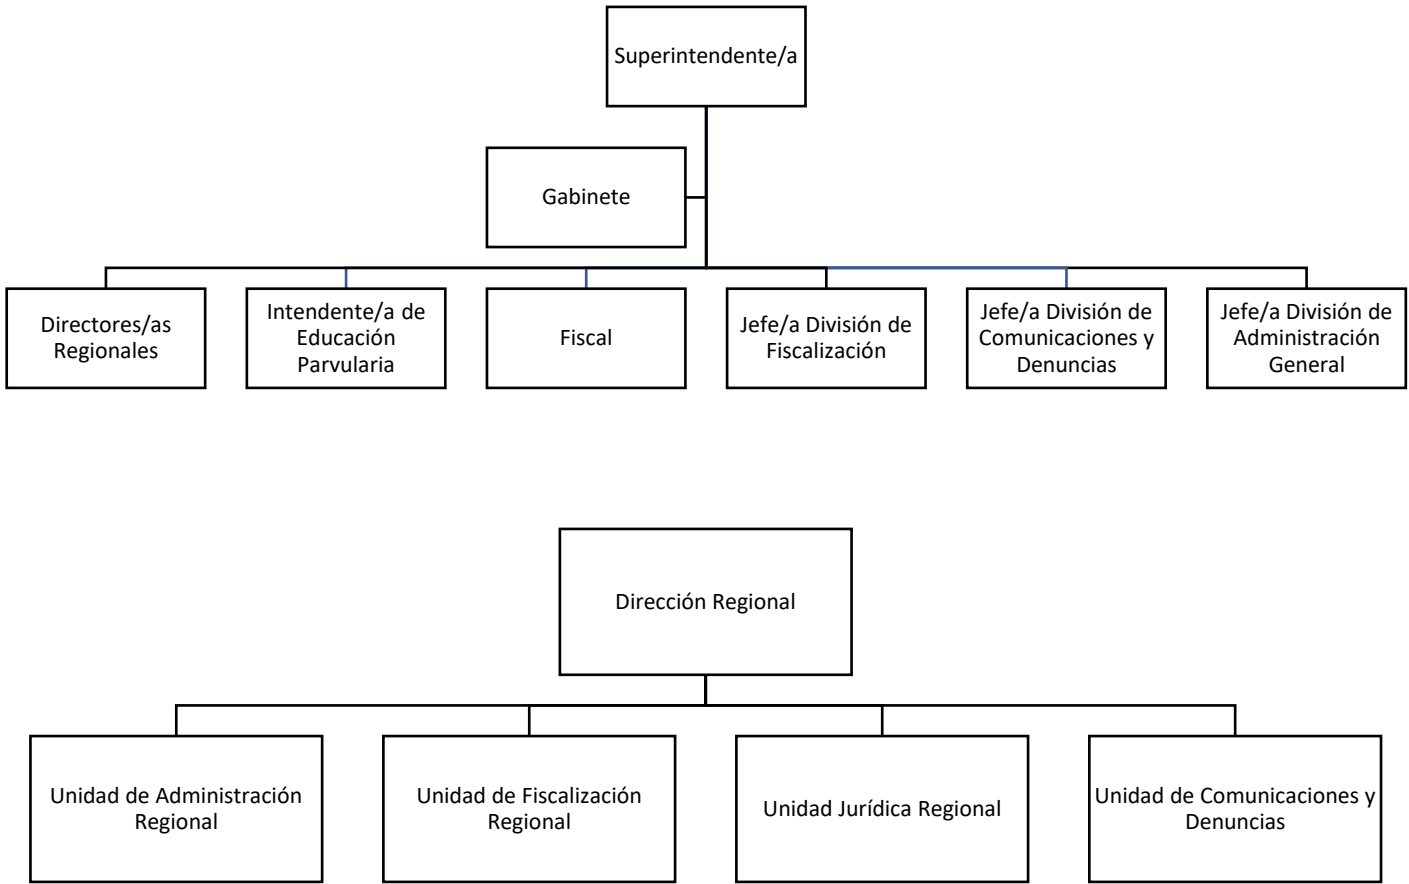 Superintendente/a
Gabinete
Directores/as
Regionales
Intendente/a de
Educación
Parvularia
Fiscal
Jefe/a División de
Fiscalización
Jefe/a División de
Comunicaciones y
Denuncias
Jefe/a División de
Administración
General
Dirección Regional
Unidad de Administración
Regional
Unidad de Fiscalización
Regional
Unidad Jurídica Regional
Unidad de Comunicaciones y
Denuncias